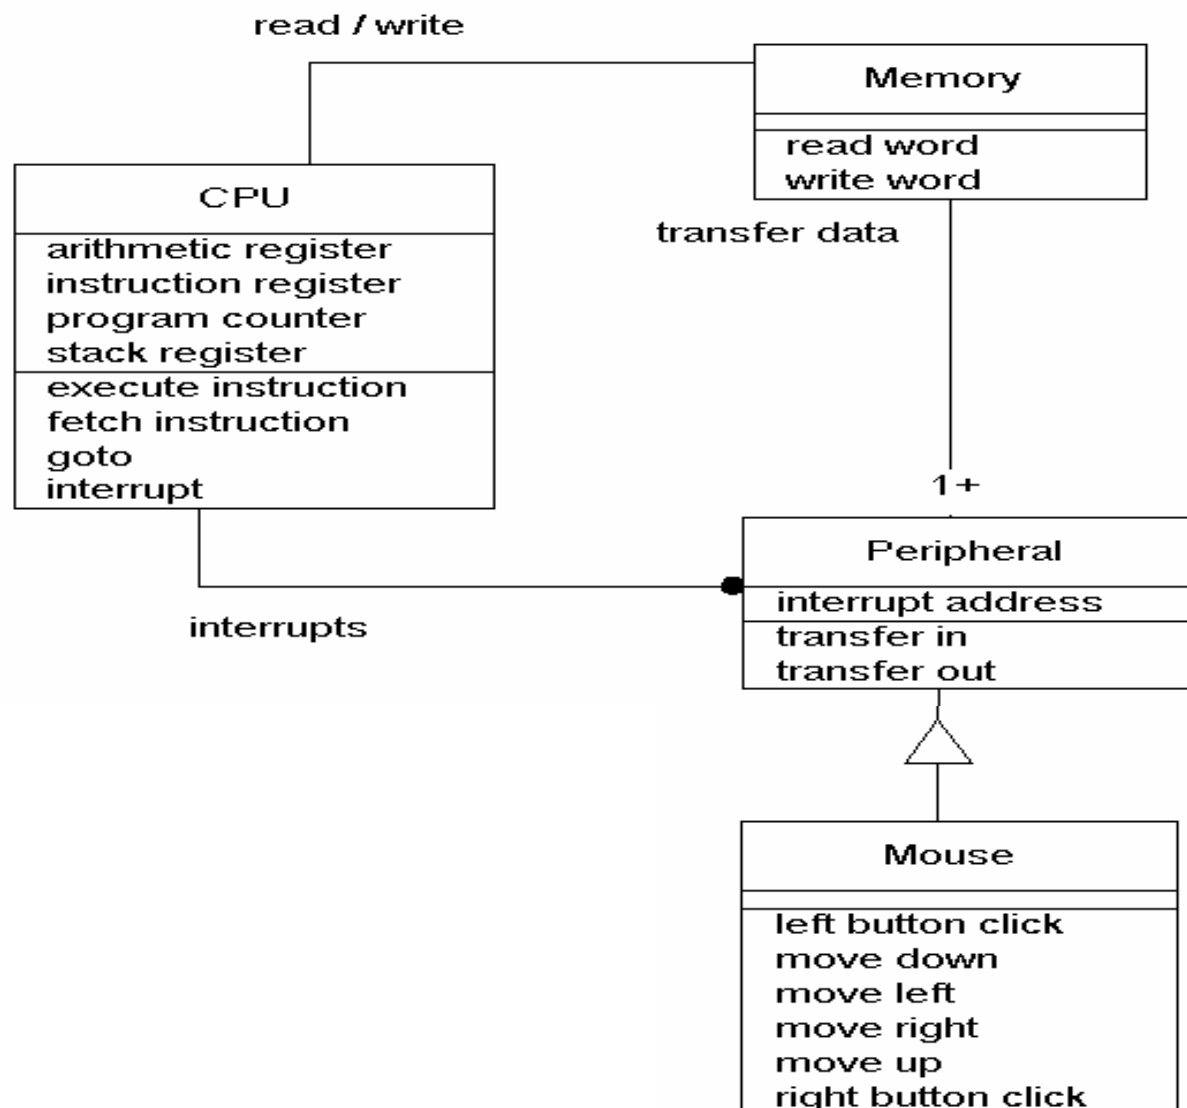 read / write
Memory
read word
write word
CPU
arithmetic register
instruction register
program counter
stack register
execute instruction
fetch instruction
goto
interrupt
transfer data
1+
Peripheral
interrupt address
transfer in
transfer out
interrupts
Mouse
left button click
move down
move left
move right
move up
right button click